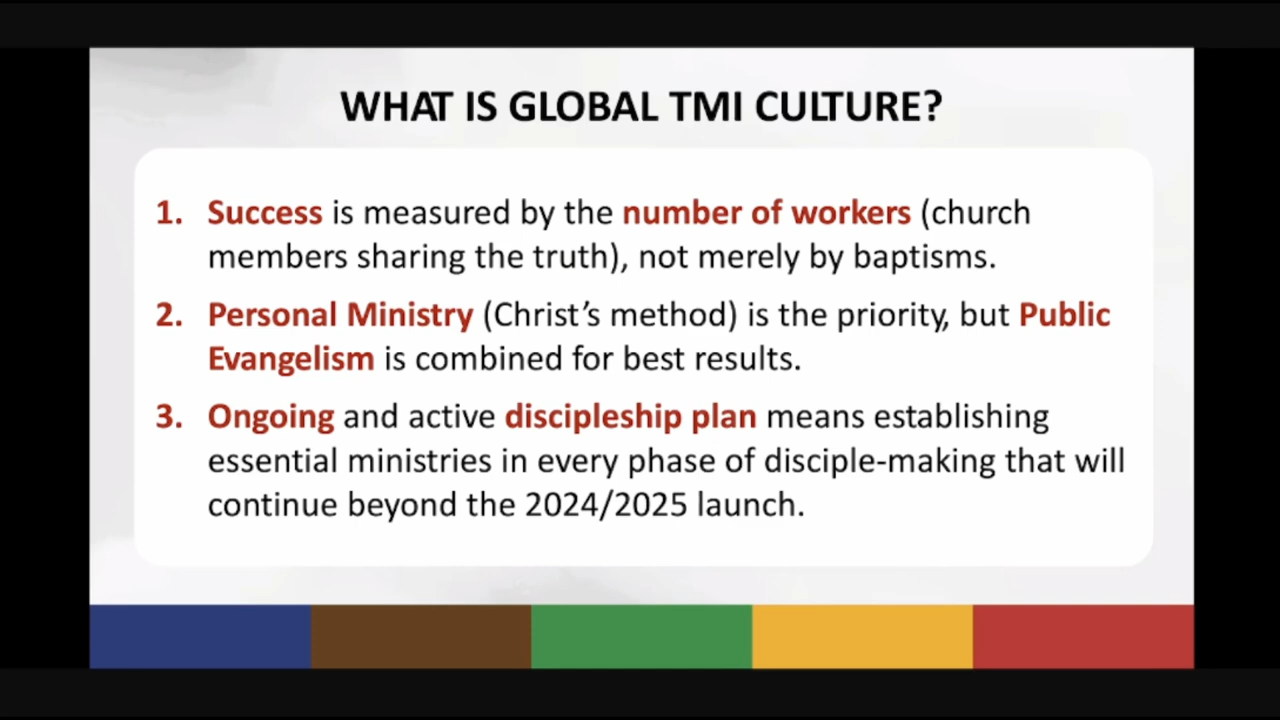 WHAT IS GLOBAL TMI CULTURE?
1. Success is measured by the number of workers (church
members sharing the truth), not merely by baptisms.
2. Personal Ministry (Christ’s method) is the priority, but Public
Evangelism is combined for best results.
3. Ongoing and active discipleship plan means establishing
essential ministries in every phase of disciple-making that will
continue beyond the 2024/2025 launch.